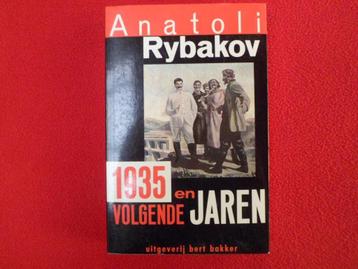 Anatoli
Rybakov
1935 en
VOLGENDE JAREN
uitgeverij bert bakker